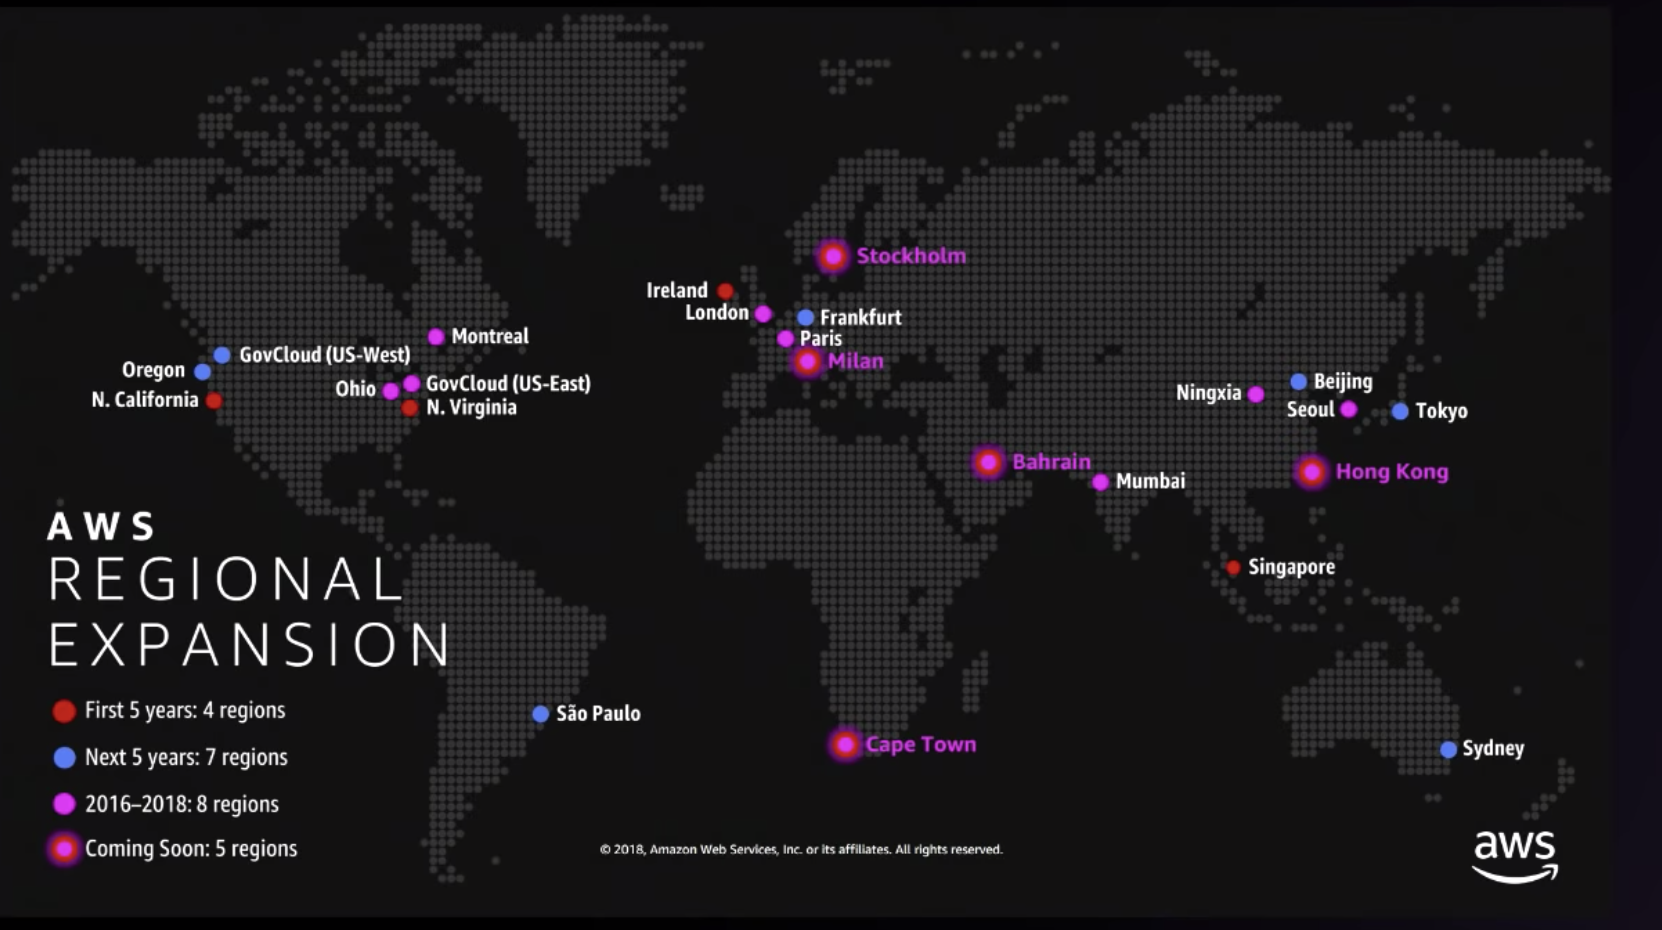 Stockholm
Ireland
London
Frankfurt
Paris
Milan
Montreal
GovCloud (US-West)
Oregon
N. California
Ohio
GovCloud (US-East)
N. Virginia
Ningxia
Beijing
Seoul
Tokyo
Bahrain
Mumbai
Hong Kong
Singapore
São Paulo
Cape Town
Sydney
AWS
REGIONAL
EXPANSION
First 5 years: 4 regions
Next 5 years: 7 regions
2016–2018: 8 regions
Coming Soon: 5 regions
© 2018, Amazon Web Services, Inc. or its affiliates. All rights reserved.
aws